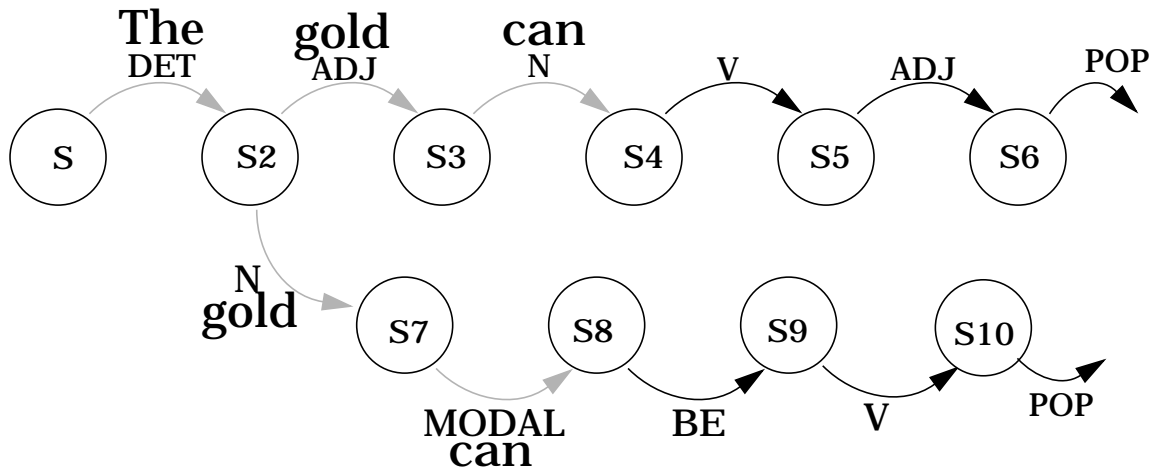 The gold can
DET ADJ N V ADJ POP
S S2 S3 S4 S5 S6
N
gold
S7 S8 S9 S10
MODAL BE V POP
can